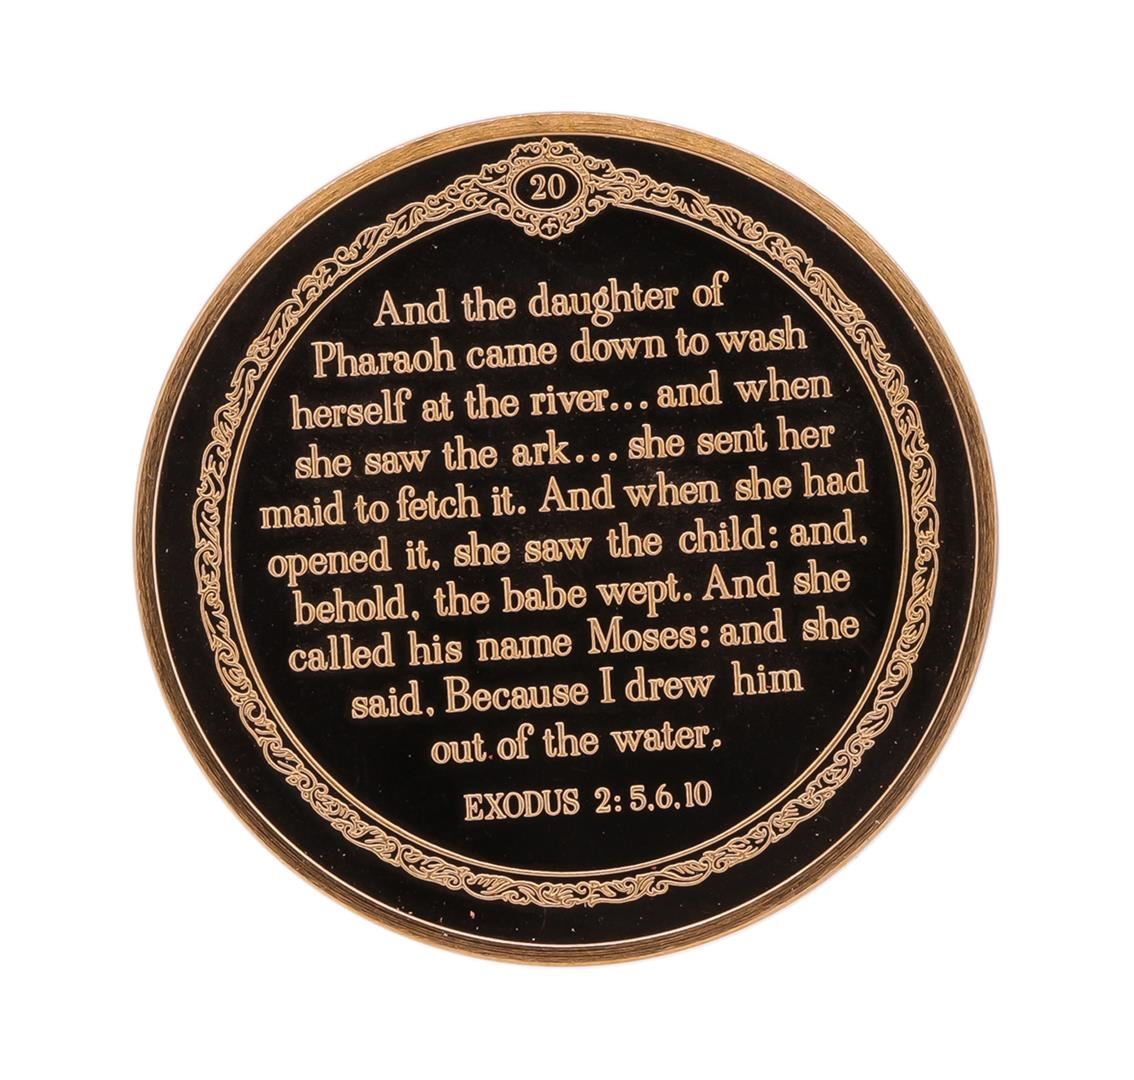 20
And the daughter of
Pharaoh came down to wash
herself at the river... and when
she saw the ark... she sent her
maid to fetch it. And when she had
opened it, she saw the child: and,
behold, the babe wept. And she
called his name Moses: and she
said, Because I drew him
out of the water.
EXODUS 2: 5,6,10